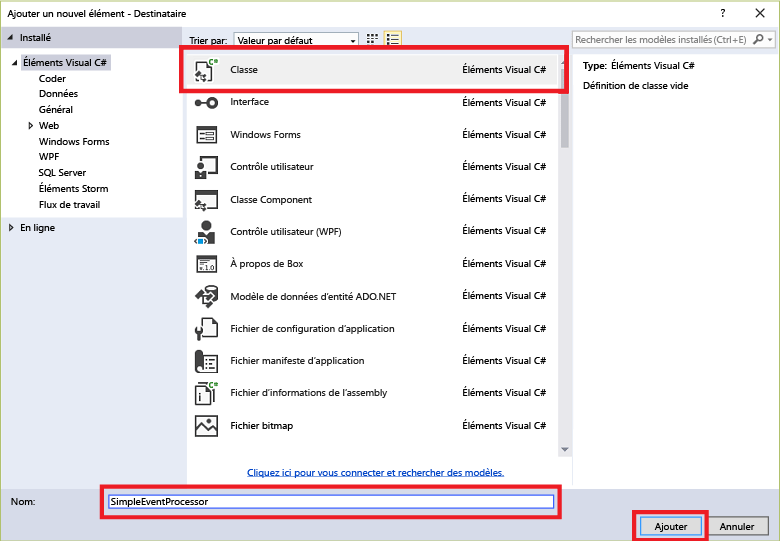 Ajouter un nouvel élément - Destinataire
? ×
Installé
Trier par: Valeur par défaut
Rechercher les modèles installés (Ctrl+E)
Éléments Visual C#
Coder
Données
Général
Web
Windows Forms
WPF
SQL Server
Éléments Storm
Flux de travail
En ligne
Classe Éléments Visual C#
Interface Éléments Visual C#
Windows Forms Éléments Visual C#
Contrôle utilisateur Éléments Visual C#
Classe Component Éléments Visual C#
Contrôle utilisateur (WPF) Éléments Visual C#
À propos de Box Éléments Visual C#
Modèle de données d'entité ADO.NET Éléments Visual C#
Fichier de configuration d'application Éléments Visual C#
Fichier manifeste d'application Éléments Visual C#
Fichier d'informations de l'assembly Éléments Visual C#
Fichier bitmap Éléments Visual C#
Cliquez ici pour vous connecter et rechercher des modèles.
Type: Éléments Visual C#
Définition de classe vide
Nom: SimpleEventProcessor
Ajouter Annuler